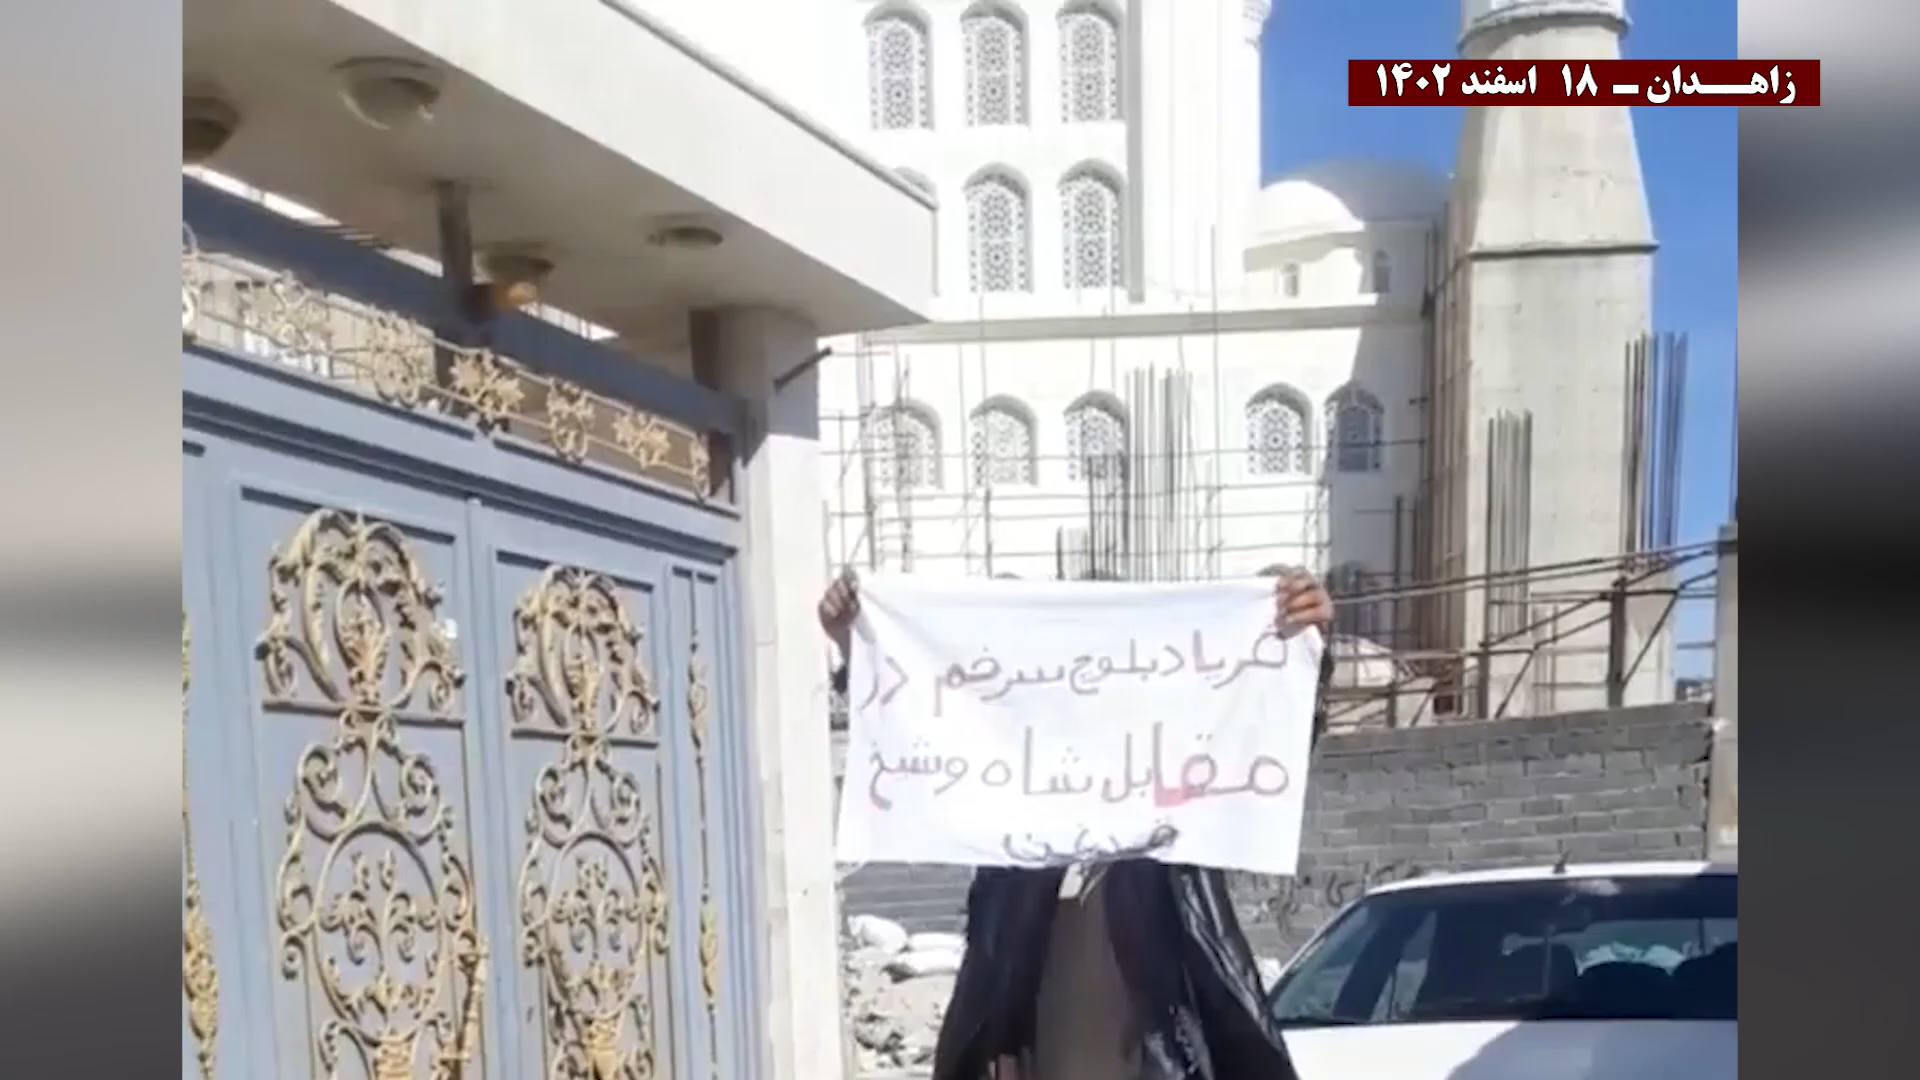 زاهدان - ۱۸ اسفند ۱۴۰۲
فریاد بلوچ سرخم در
مقابل شاه و شیخ